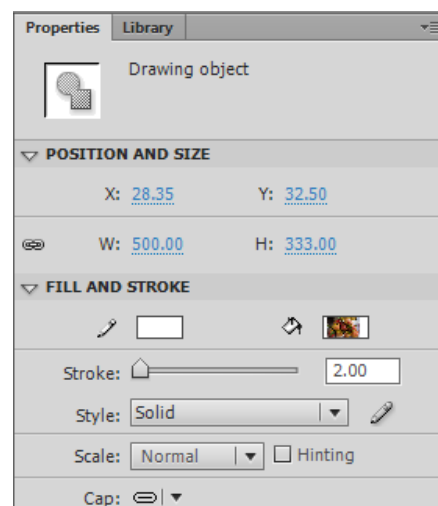 Properties Library
Drawing object
POSITION AND SIZE
X: 28.35 Y: 32.50
W: 500.00 H: 333.00
FILL AND STROKE
Stroke: 2.00
Style: Solid
Scale: Normal Hinting
Cap: